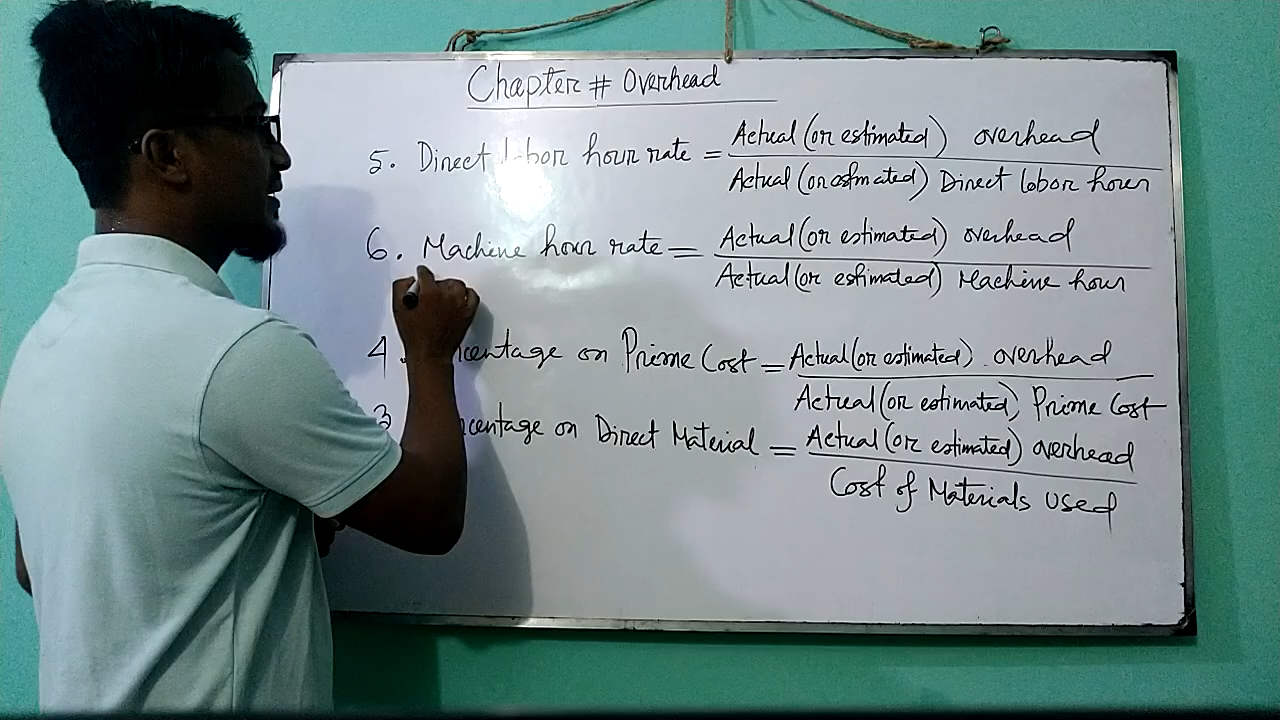 Chapter # Overhead
5. Direct labor hour rate = Actual (or estimated) overhead
Actual (or estimated) Direct labor hour
6. Machine hour rate = Actual (or estimated) overhead
Actual (or estimated) Machine hour
4. centage on Prime Cost = Actual (or estimated) overhead
Actual (or estimated) Prime Cost
3 centage on Direct Material = Actual (or estimated) overhead
Cost of Materials used